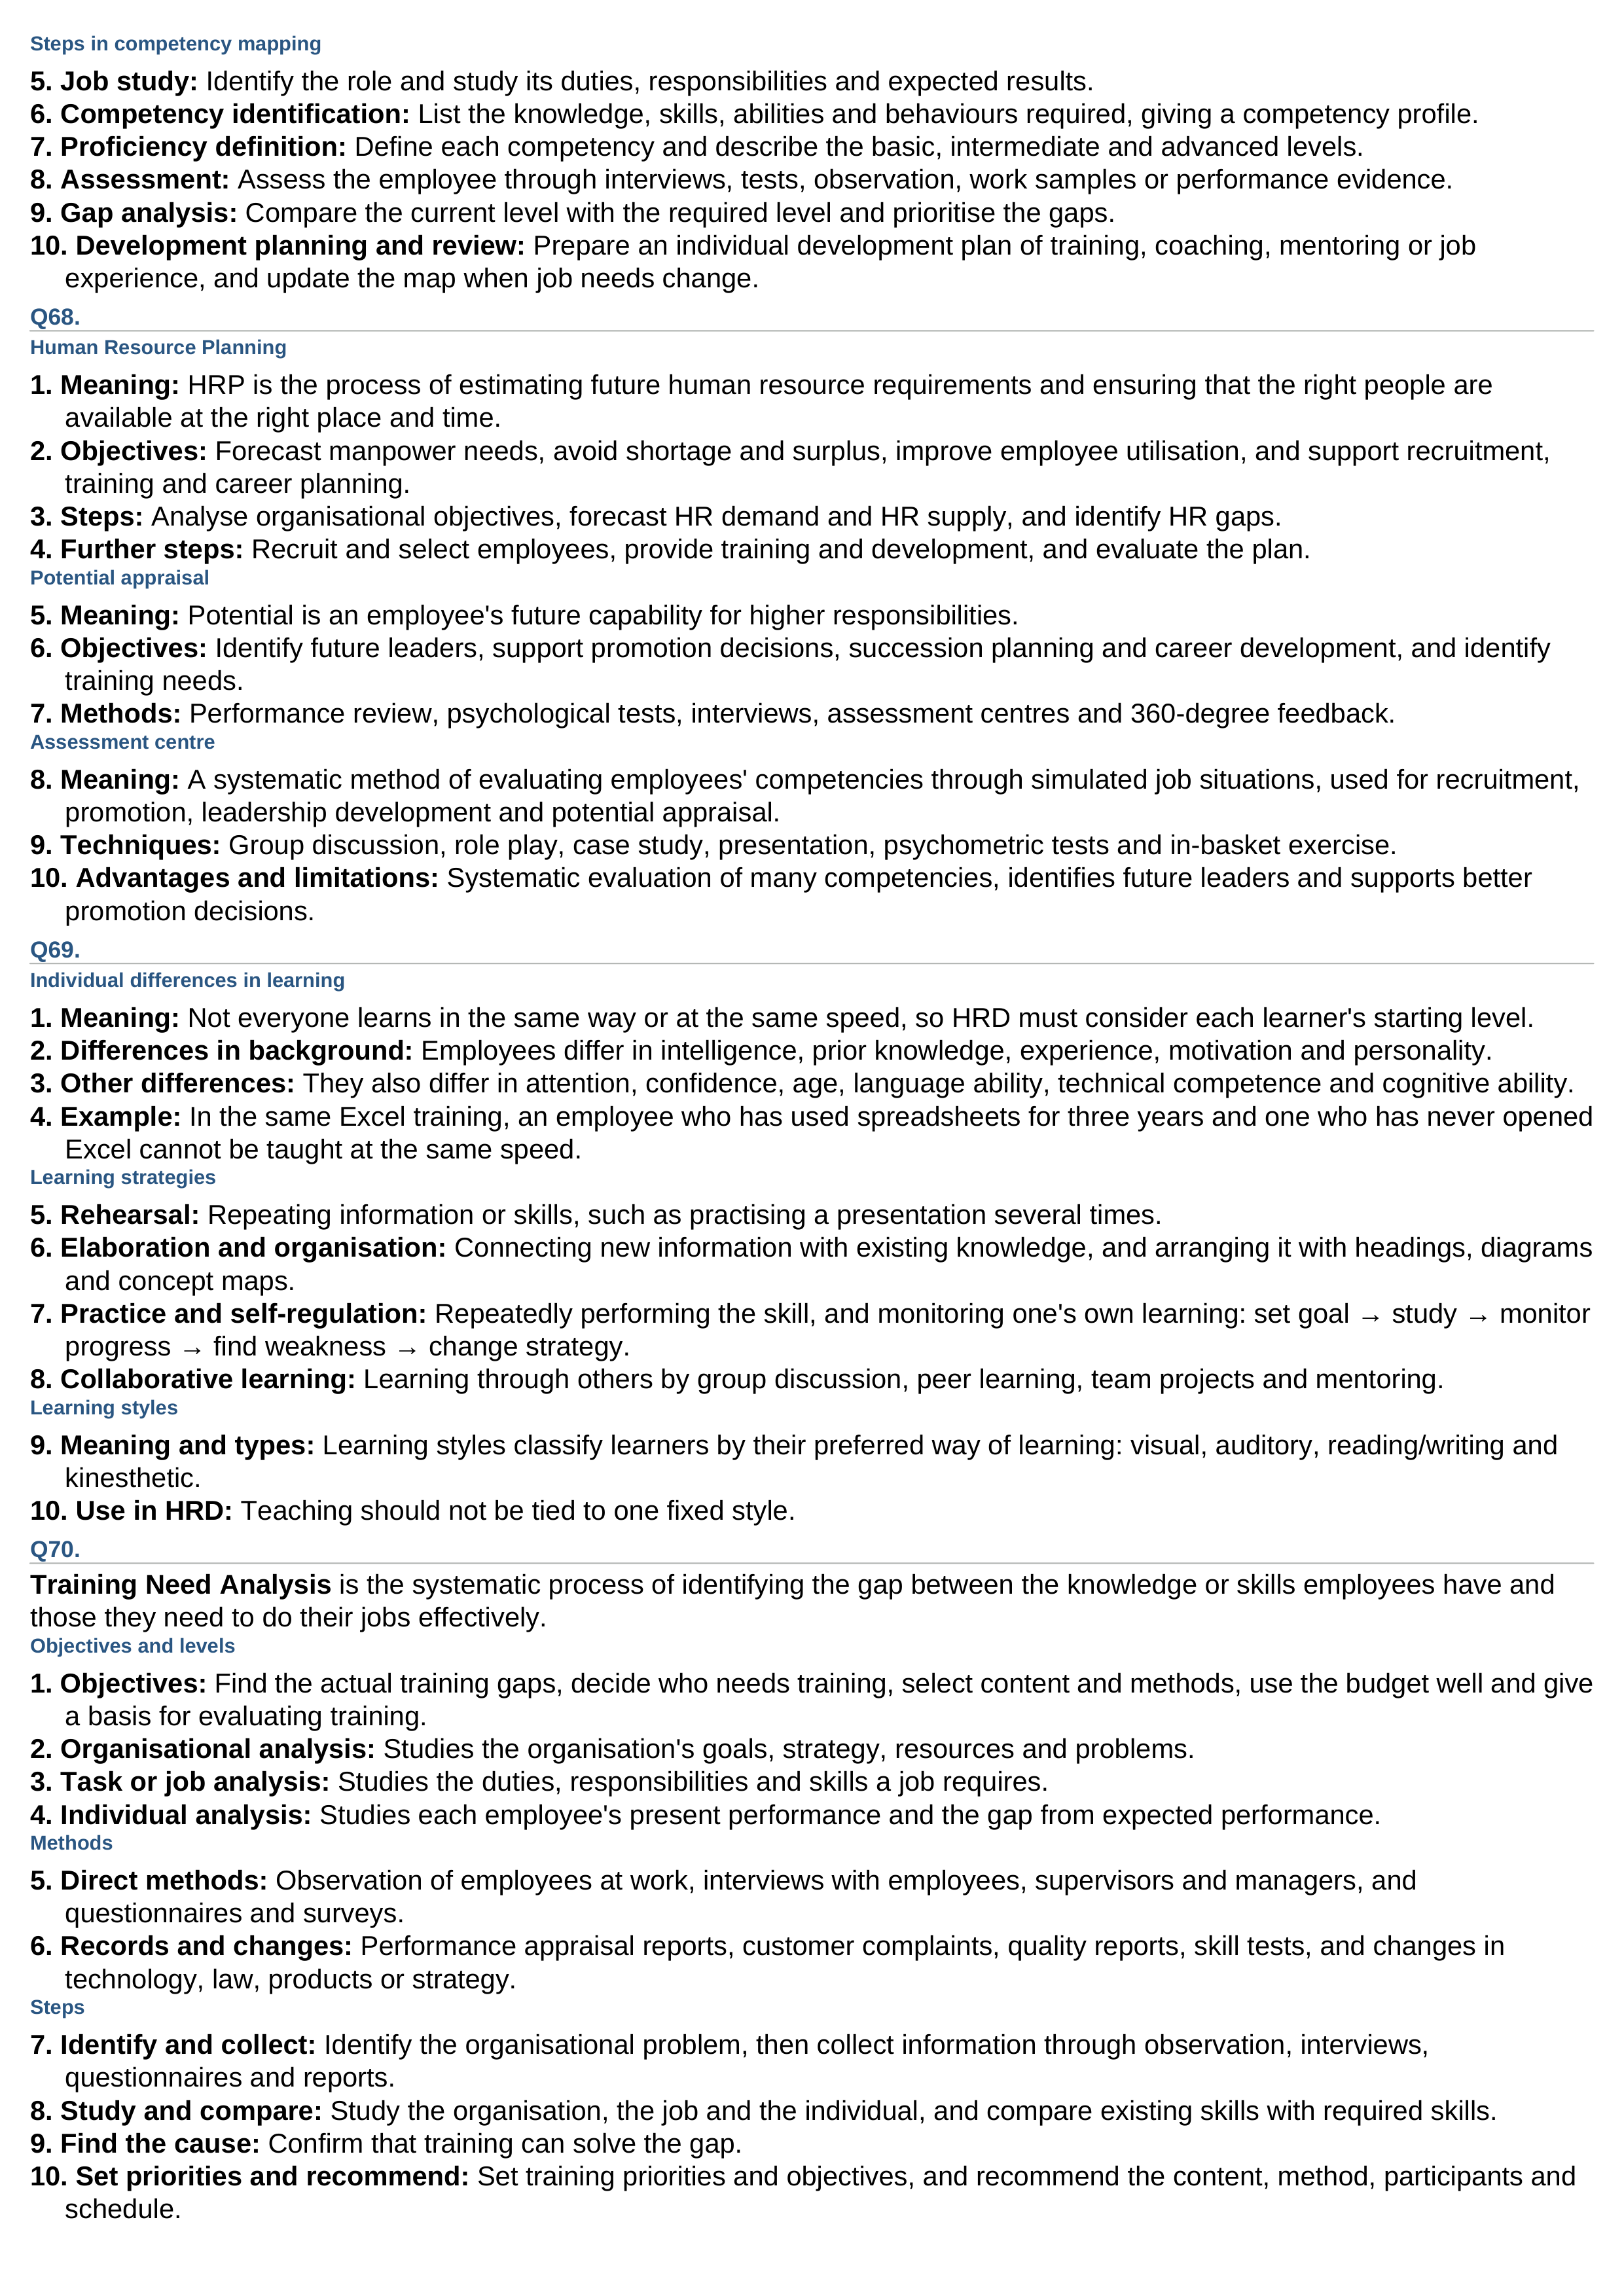 Steps in competency mapping
5. Job study: Identify the role and study its duties, responsibilities and expected results.
6. Competency identification: List the knowledge, skills, abilities and behaviours required, giving a competency profile.
7. Proficiency definition: Define each competency and describe the basic, intermediate and advanced levels.
8. Assessment: Assess the employee through interviews, tests, observation, work samples or performance evidence.
9. Gap analysis: Compare the current level with the required level and prioritise the gaps.
10. Development planning and review: Prepare an individual development plan of training, coaching, mentoring or job
experience, and update the map when job needs change.
Q68.
Human Resource Planning
1. Meaning: HRP is the process of estimating future human resource requirements and ensuring that the right people are
available at the right place and time.
2. Objectives: Forecast manpower needs, avoid shortage and surplus, improve employee utilisation, and support recruitment,
training and career planning.
3. Steps: Analyse organisational objectives, forecast HR demand and HR supply, and identify HR gaps.
4. Further steps: Recruit and select employees, provide training and development, and evaluate the plan.
Potential appraisal
5. Meaning: Potential is an employee's future capability for higher responsibilities.
6. Objectives: Identify future leaders, support promotion decisions, succession planning and career development, and identify
training needs.
7. Methods: Performance review, psychological tests, interviews, assessment centres and 360-degree feedback.
Assessment centre
8. Meaning: A systematic method of evaluating employees' competencies through simulated job situations, used for recruitment,
promotion, leadership development and potential appraisal.
9. Techniques: Group discussion, role play, case study, presentation, psychometric tests and in-basket exercise.
10. Advantages and limitations: Systematic evaluation of many competencies, identifies future leaders and supports better
promotion decisions.
Q69.
Individual differences in learning
1. Meaning: Not everyone learns in the same way or at the same speed, so HRD must consider each learner's starting level.
2. Differences in background: Employees differ in intelligence, prior knowledge, experience, motivation and personality.
3. Other differences: They also differ in attention, confidence, age, language ability, technical competence and cognitive ability.
4. Example: In the same Excel training, an employee who has used spreadsheets for three years and one who has never opened
Excel cannot be taught at the same speed.
Learning strategies
5. Rehearsal: Repeating information or skills, such as practising a presentation several times.
6. Elaboration and organisation: Connecting new information with existing knowledge, and arranging it with headings, diagrams
and concept maps.
7. Practice and self-regulation: Repeatedly performing the skill, and monitoring one's own learning: set goal → study → monitor
progress → find weakness → change strategy.
8. Collaborative learning: Learning through others by group discussion, peer learning, team projects and mentoring.
Learning styles
9. Meaning and types: Learning styles classify learners by their preferred way of learning: visual, auditory, reading/writing and
kinesthetic.
10. Use in HRD: Teaching should not be tied to one fixed style.
Q70.
Training Need Analysis is the systematic process of identifying the gap between the knowledge or skills employees have and
those they need to do their jobs effectively.
Objectives and levels
1. Objectives: Find the actual training gaps, decide who needs training, select content and methods, use the budget well and give
a basis for evaluating training.
2. Organisational analysis: Studies the organisation's goals, strategy, resources and problems.
3. Task or job analysis: Studies the duties, responsibilities and skills a job requires.
4. Individual analysis: Studies each employee's present performance and the gap from expected performance.
Methods
5. Direct methods: Observation of employees at work, interviews with employees, supervisors and managers, and
questionnaires and surveys.
6. Records and changes: Performance appraisal reports, customer complaints, quality reports, skill tests, and changes in
technology, law, products or strategy.
Steps
7. Identify and collect: Identify the organisational problem, then collect information through observation, interviews,
questionnaires and reports.
8. Study and compare: Study the organisation, the job and the individual, and compare existing skills with required skills.
9. Find the cause: Confirm that training can solve the gap.
10. Set priorities and recommend: Set training priorities and objectives, and recommend the content, method, participants and
schedule.